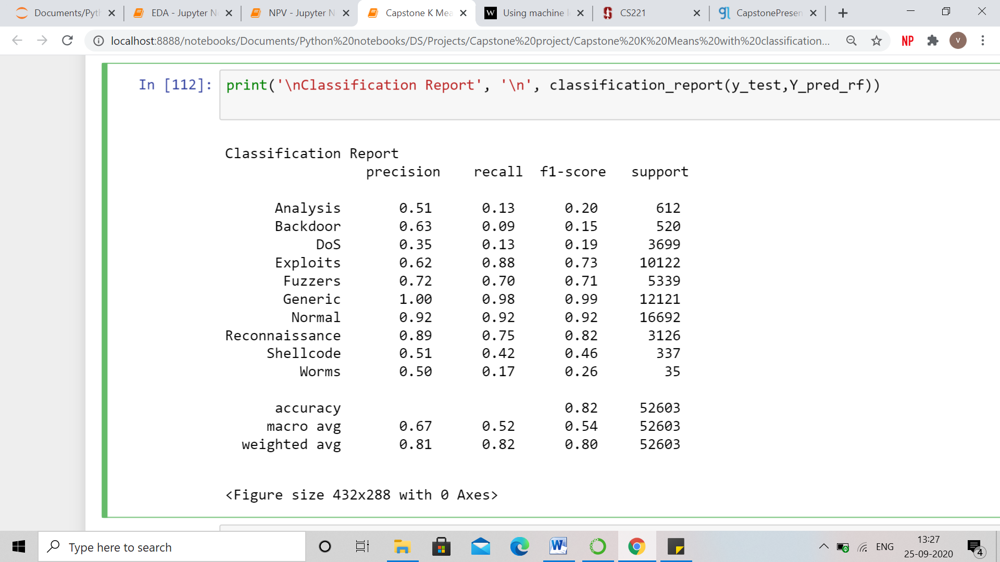 Documents/Pyth
EDA - Jupyter N
NPV - Jupyter N
Capstone K Mea
W Using machine l
CS221
gl CapstonePresen
localhost:8888/notebooks/Documents/Python%20notebooks/DS/Projects/Capstone%20project/Capstone%20K%20Means%20with%20classification...
NP
V
In [112]: print('\nClassification Report', '\n', classification_report(y_test,Y_pred_rf))
Classification Report
precision recall f1-score support
Analysis 0.51 0.13 0.20 612
Backdoor 0.63 0.09 0.15 520
DoS 0.35 0.13 0.19 3699
Exploits 0.62 0.88 0.73 10122
Fuzzers 0.72 0.70 0.71 5339
Generic 1.00 0.98 0.99 12121
Normal 0.92 0.92 0.92 16692
Reconnaissance 0.89 0.75 0.82 3126
Shellcode 0.51 0.42 0.46 337
Worms 0.50 0.17 0.26 35
accuracy 0.82 52603
macro avg 0.67 0.52 0.54 52603
weighted avg 0.81 0.82 0.80 52603
<Figure size 432x288 with 0 Axes>
Type here to search
W
ENG
13:27
25-09-2020
4